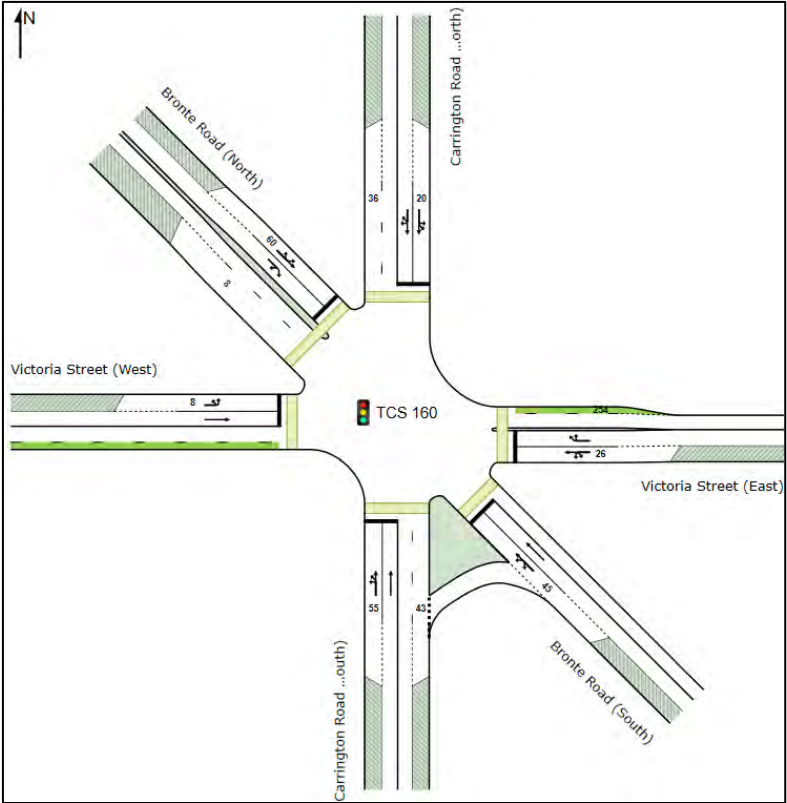 N
Bronte Road (North)
Carrington Road ...orth)
36
20
60
8
Victoria Street (West)
8
TCS 160
254
26
Victoria Street (East)
55
43
45
Carrington Road ...outh)
Bronte Road (South)